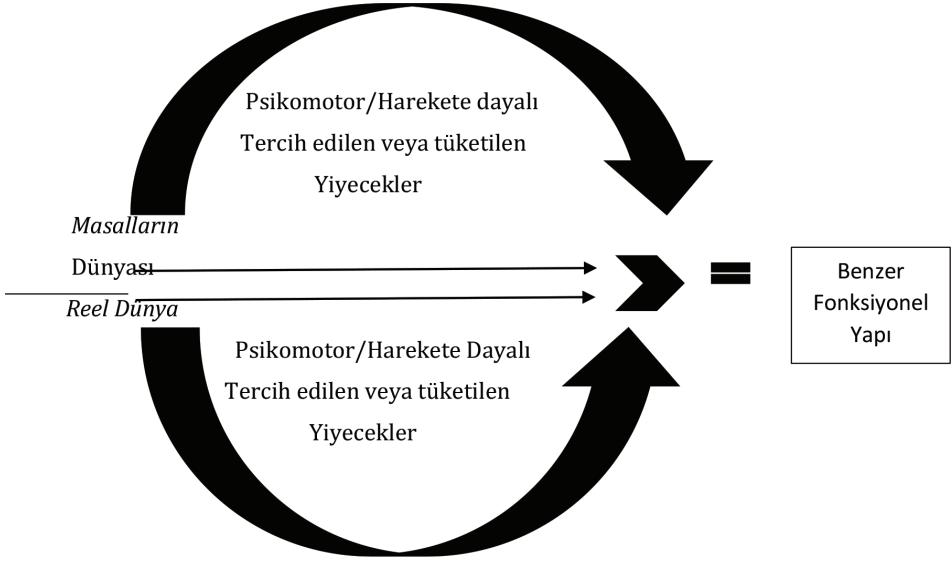 Psikomotor/Harekete dayalı
Tercih edilen veya tüketilen
Yiyecekler
Masalların
Dünyası
Reel Dünya
Benzer
Fonksiyonel
Yapı
Psikomotor/Harekete Dayalı
Tercih edilen veya tüketilen
Yiyecekler